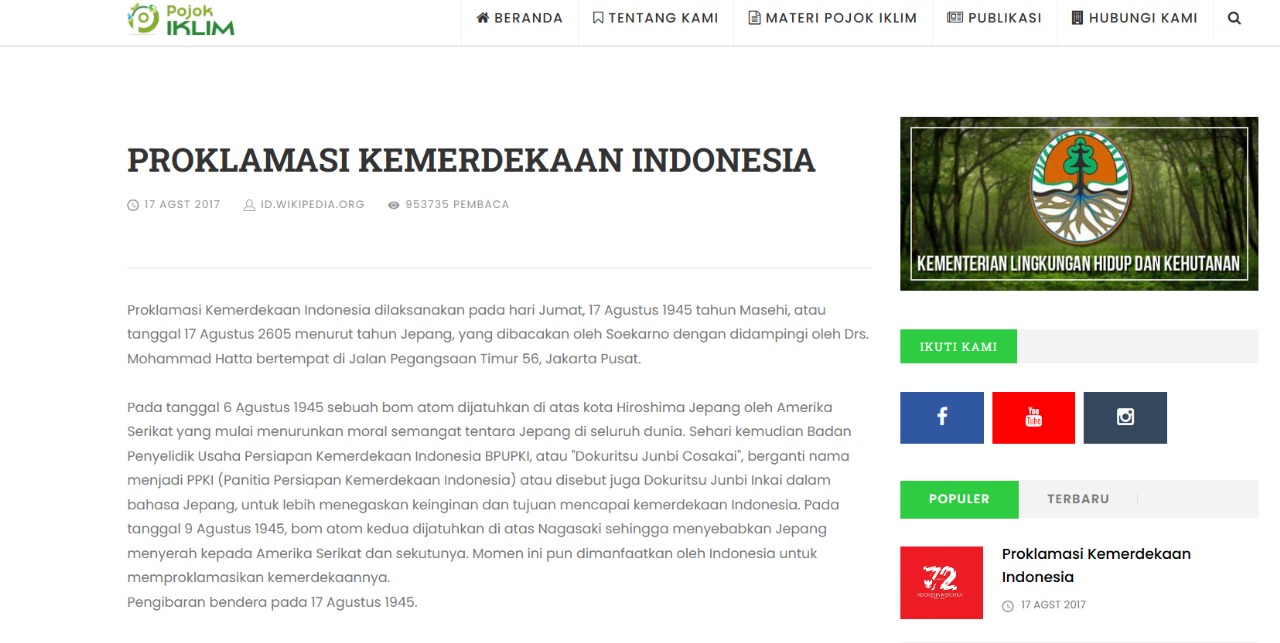 Pojok
IKLIM
BERANDA
TENTANG KAMI
MATERI POJOK IKLIM
PUBLIKASI
HUBUNGI KAMI
PROKLAMASI KEMERDEKAAN INDONESIA
17 AGST 2017 ID.WIKIPEDIA.ORG 953735 PEMBACA
Proklamasi Kemerdekaan Indonesia dilaksanakan pada hari Jumat, 17 Agustus 1945 tahun Masehi, atau
tanggal 17 Agustus 2605 menurut tahun Jepang, yang dibacakan oleh Soekarno dengan didampingi oleh Drs.
Mohammad Hatta bertempat di Jalan Pegangsaan Timur 56, Jakarta Pusat.
Pada tanggal 6 Agustus 1945 sebuah bom atom dijatuhkan di atas kota Hiroshima Jepang oleh Amerika
Serikat yang mulai menurunkan moral semangat tentara Jepang di seluruh dunia. Sehari kemudian Badan
Penyelidik Usaha Persiapan Kemerdekaan Indonesia BPUPKI, atau "Dokuritsu Junbi Cosakai", berganti nama
menjadi PPKI (Panitia Persiapan Kemerdekaan Indonesia) atau disebut juga Dokuritsu Junbi Inkai dalam
bahasa Jepang, untuk lebih menegaskan keinginan dan tujuan mencapai kemerdekaan Indonesia. Pada
tanggal 9 Agustus 1945, bom atom kedua dijatuhkan di atas Nagasaki sehingga menyebabkan Jepang
menyerah kepada Amerika Serikat dan sekutunya. Momen ini pun dimanfaatkan oleh Indonesia untuk
memproklamasikan kemerdekaannya.
Pengibaran bendera pada 17 Agustus 1945.
KEMENTERIAN LINGKUNGAN HIDUP DAN KEHUTANAN
IKUTI KAMI
You
Tube
POPULER
TERBARU
72
Proklamasi Kemerdekaan
Indonesia
17 AGST 2017